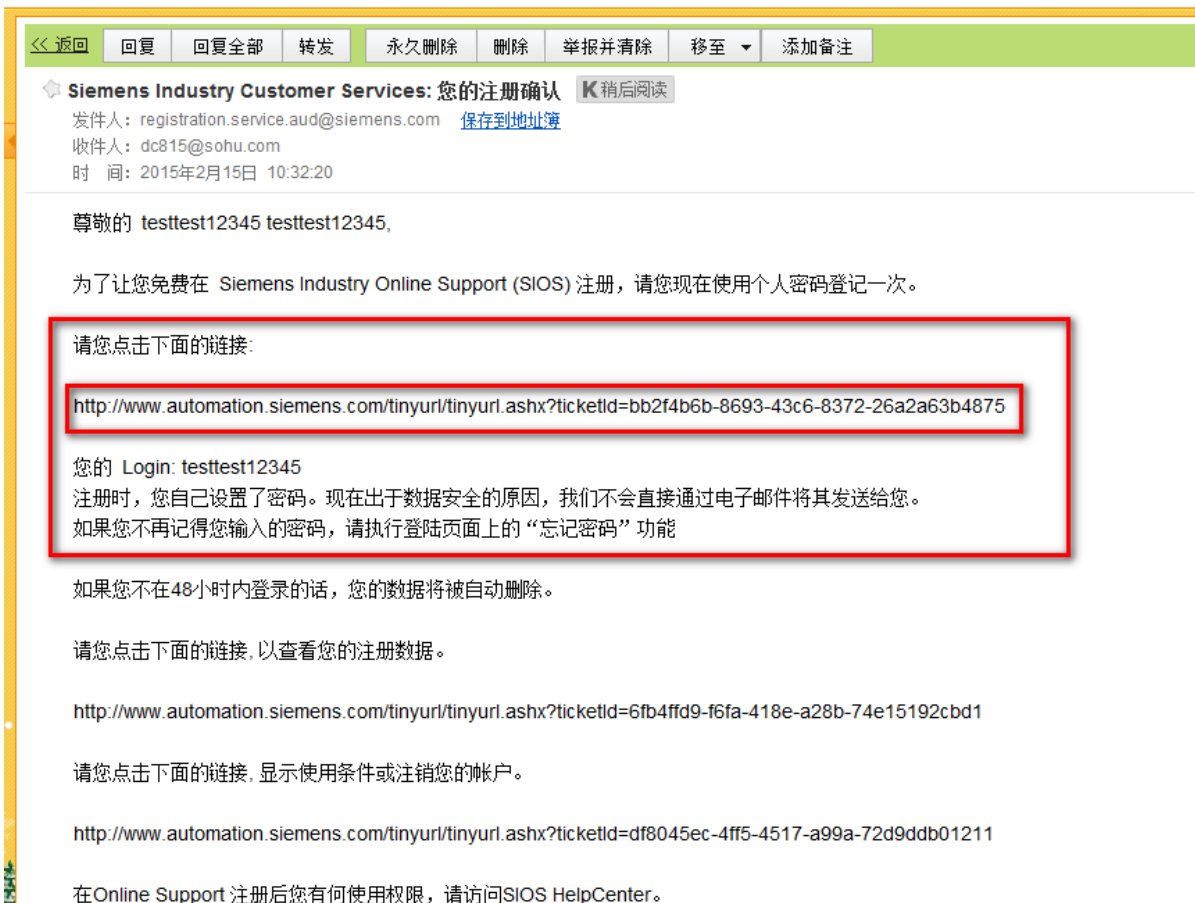 << 返回 回复 回复全部 转发 永久删除 删除 举报并清除 移至 添加备注
Siemens Industry Customer Services: 您的注册确认 K稍后阅读
发件人: registration.service.aud@siemens.com 保存到地址簿
收件人: dc815@sohu.com
时 间: 2015年2月15日 10:32:20
尊敬的 testtest12345 testtest12345,
为了让您免费在 Siemens Industry Online Support (SIOS) 注册，请您现在使用个人密码登记一次。
请您点击下面的链接:
http://www.automation.siemens.com/tinyurl/tinyurl.ashx?ticketId=bb2f4b6b-8693-43c6-8372-26a2a63b4875
您的 Login: testtest12345
注册时，您自己设置了密码。现在出于数据安全的原因，我们不会直接通过电子邮件将其发送给您。
如果您不再记得您输入的密码，请执行登陆页面上的“忘记密码”功能
如果您不在48小时内登录的话，您的数据将被自动删除。
请您点击下面的链接,以查看您的注册数据。
http://www.automation.siemens.com/tinyurl/tinyurl.ashx?ticketId=6fb4ffd9-f6fa-418e-a28b-74e15192cbd1
请您点击下面的链接,显示使用条件或注销您的帐户。
http://www.automation.siemens.com/tinyurl/tinyurl.ashx?ticketId=df8045ec-4ff5-4517-a99a-72d9ddb01211
在Online Support 注册后您有何使用权限，请访问SIOS HelpCenter。